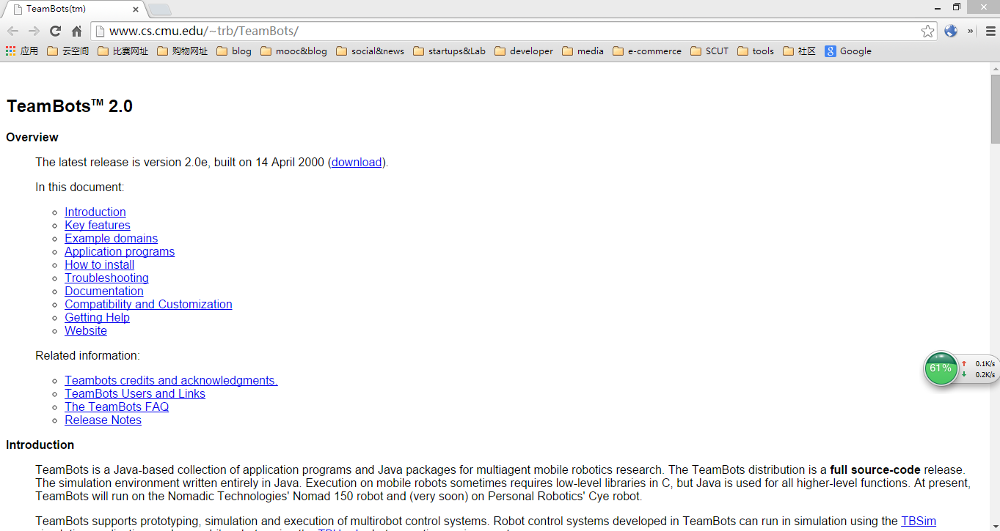 TeamBots(tm)
www.cs.cmu.edu/~trb/TeamBots/
应用 云空间 比赛网址 购物网址 blog mooc&blog social&news startups&Lab developer media e-commerce SCUT tools 社区 Google
TeamBots™ 2.0
Overview
The latest release is version 2.0e, built on 14 April 2000 (download).
In this document:
Introduction
Key features
Example domains
Application programs
How to install
Troubleshooting
Documentation
Compatibility and Customization
Getting Help
Website
Related information:
61% 0.1K/s
0.2K/s
Teambots credits and acknowledgments.
TeamBots Users and Links
The TeamBots FAQ
Release Notes
Introduction
TeamBots is a Java-based collection of application programs and Java packages for multiagent mobile robotics research. The TeamBots distribution is a full source-code release.
The simulation environment written entirely in Java. Execution on mobile robots sometimes requires low-level libraries in C, but Java is used for all higher-level functions. At present,
TeamBots will run on the Nomadic Technologies' Nomad 150 robot and (very soon) on Personal Robotics' Cye robot.
TeamBots supports prototyping, simulation and execution of multirobot control systems. Robot control systems developed in TeamBots can run in simulation using the TBSim